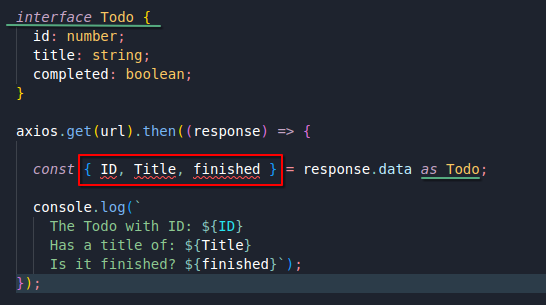 interface Todo {
id: number;
title: string;
completed: boolean;
}
axios.get(url).then((response) => {
const { ID, Title, finished } = response.data as Todo;
console.log(`
The Todo with ID: ${ID}
Has a title of: ${Title}
Is it finished? ${finished}`);
});